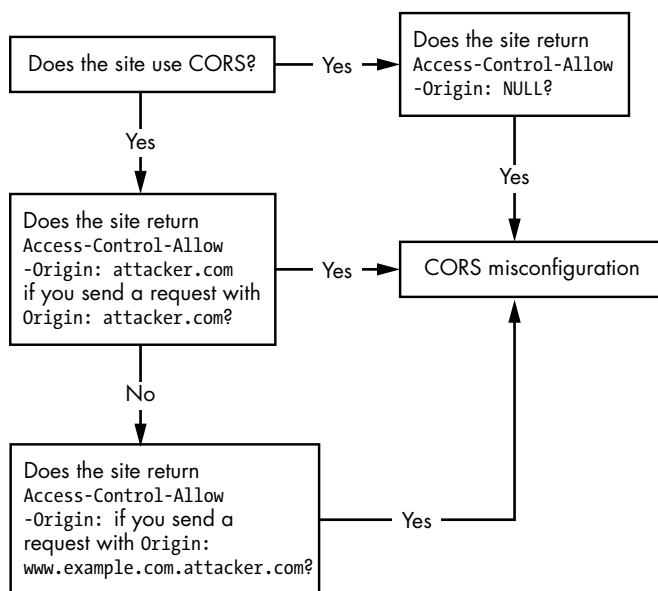 Does the site use CORS?
Yes
Does the site return
Access-Control-Allow
-Origin: NULL?
Yes
Yes
Does the site return
Access-Control-Allow
-Origin: attacker.com
if you send a request with
Origin: attacker.com?
Yes
CORS misconfiguration
No
Does the site return
Access-Control-Allow
-Origin: if you send a
request with Origin:
www.example.com.attacker.com?
Yes